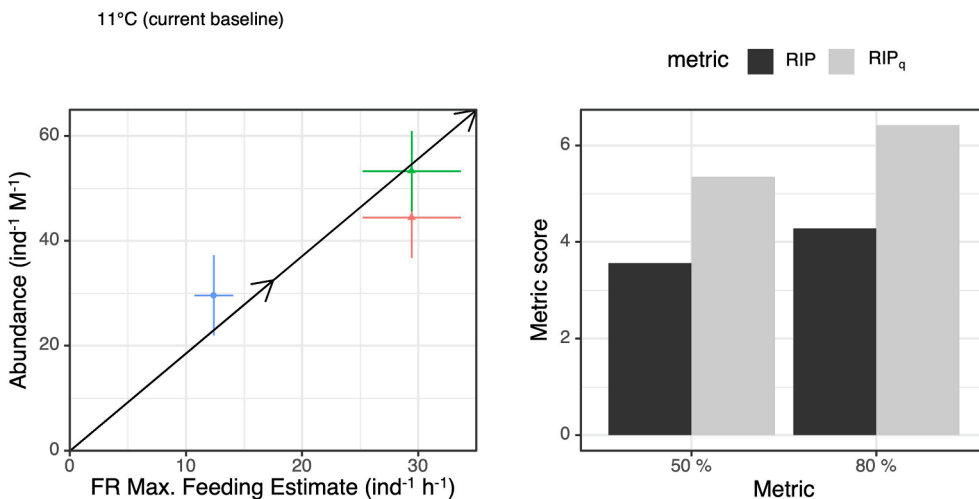 11°C (current baseline)
metric RIP RIPq
Abundance (ind⁻¹ M⁻¹)
60
40
20
0
0 10 20 30
FR Max. Feeding Estimate (ind⁻¹ h⁻¹)
Metric score
6
4
2
0
50 % 80 %
Metric